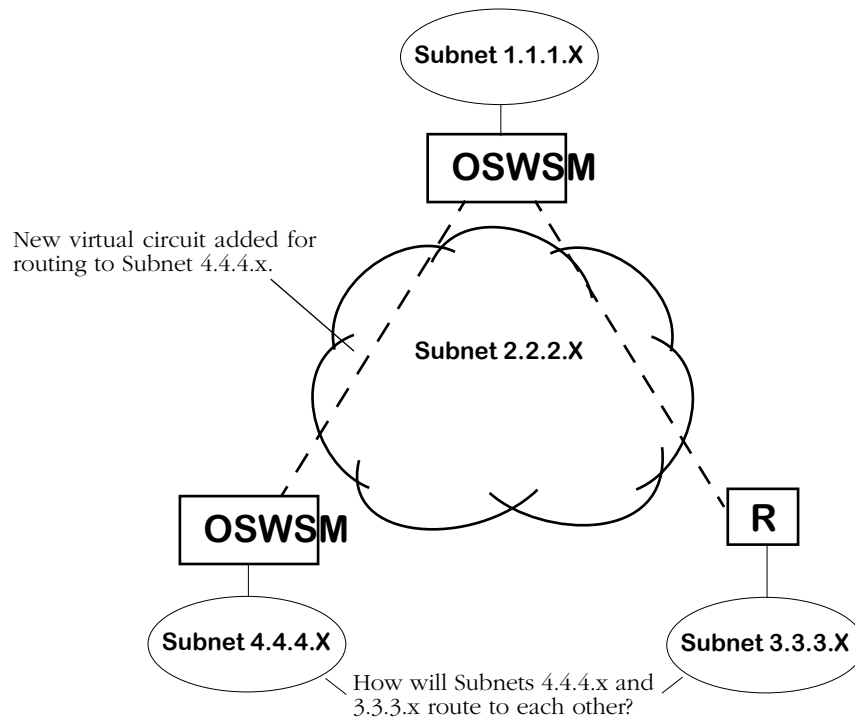 Subnet 1.1.1.X
OSWSM
New virtual circuit added for
routing to Subnet 4.4.4.x.
Subnet 2.2.2.X
OSWSM
R
Subnet 4.4.4.X
Subnet 3.3.3.X
How will Subnets 4.4.4.x and
3.3.3.x route to each other?